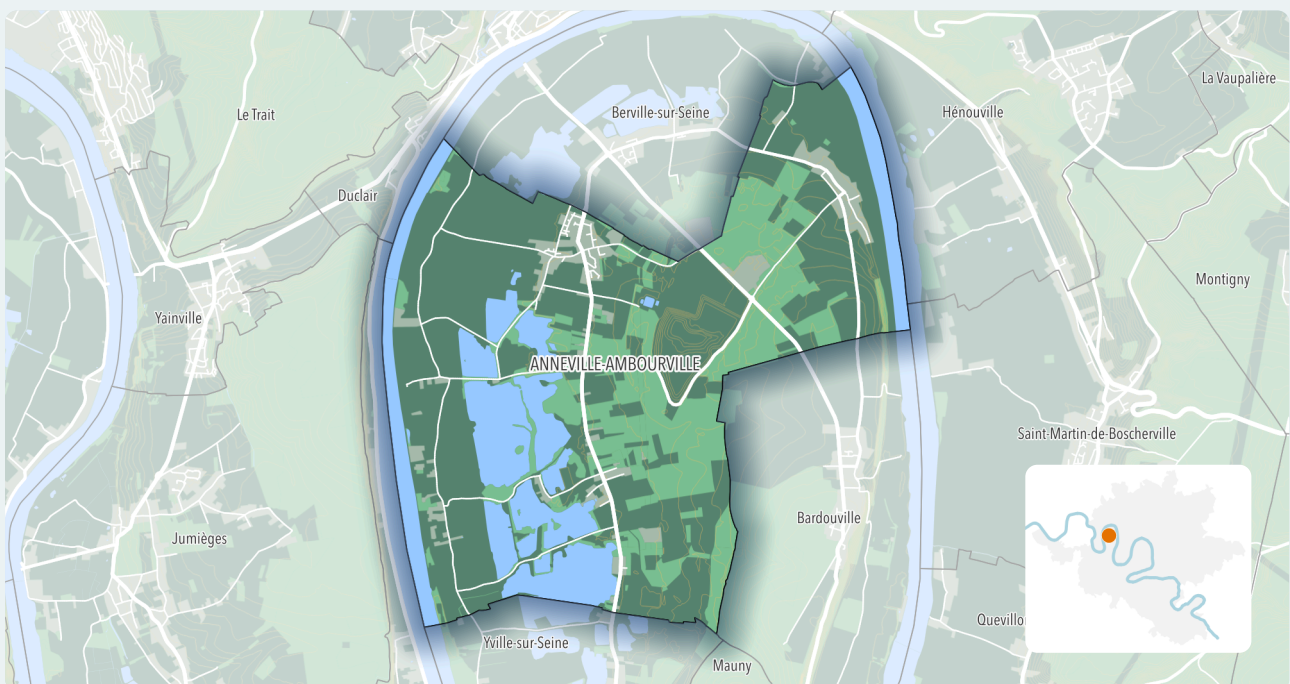 La Vaupalière
Le Trait
Berville-sur-Seine
Hénouville
Duclair
Montigny
Yainville
ANNEVILLE-AMBOURVILLE
Saint-Martin-de-Boscherville
Bardouville
Jumièges
Quevillo
Yville-sur-Seine
Mauny